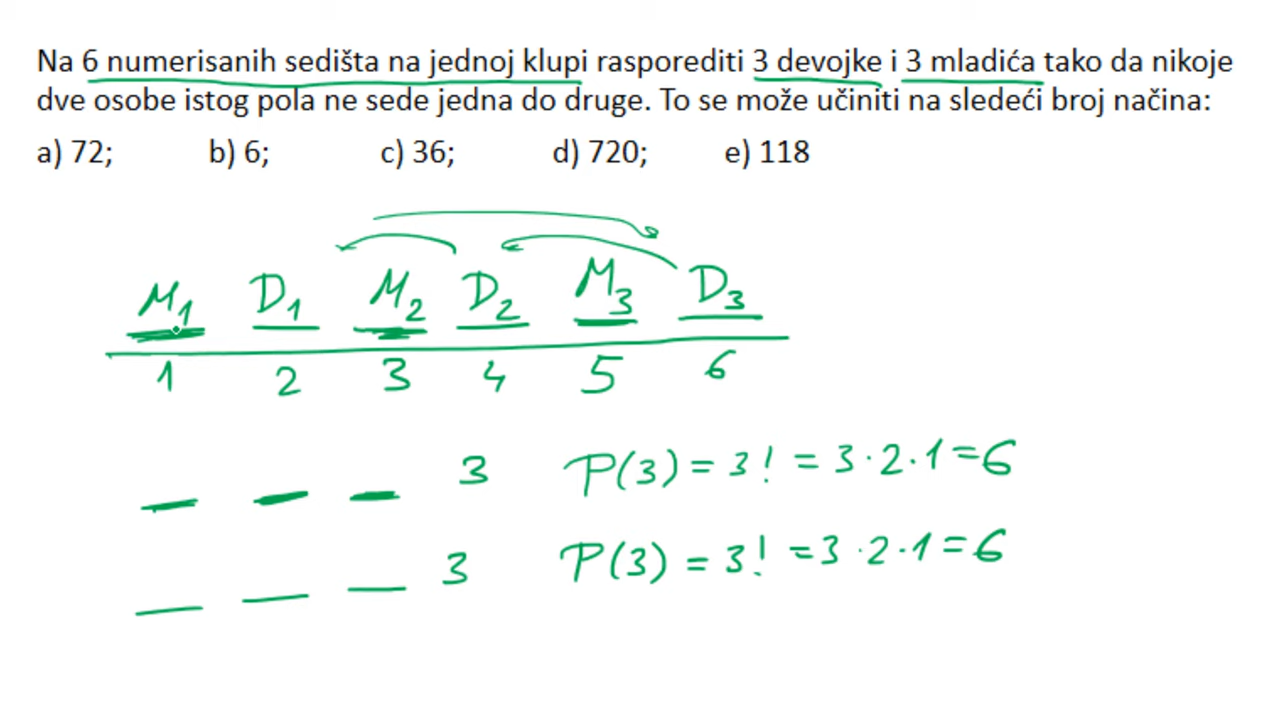 Na 6 numerisanih sedišta na jednoj klupi rasporediti 3 devojke i 3 mladića tako da nikoje
dve osobe istog pola ne sede jedna do druge. To se može učiniti na sledeći broj načina:
a) 72; b) 6; c) 36; d) 720; e) 118
M₁ D₁ M₂ D₂ M₃ D₃
1 2 3 4 5 6
3 P(3) = 3! = 3·2·1 = 6
3 P(3) = 3! = 3·2·1 = 6